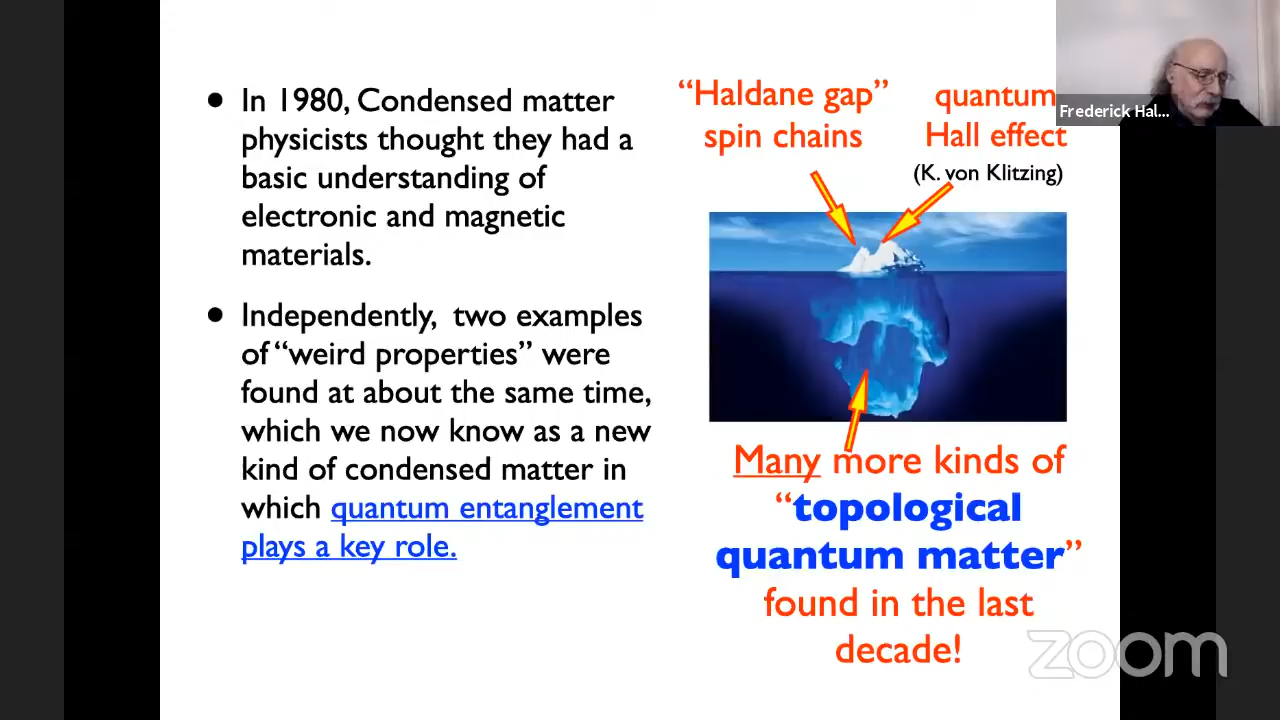 • In 1980, Condensed matter
physicists thought they had a
basic understanding of
electronic and magnetic
materials.
• Independently, two examples
of “weird properties” were
found at about the same time,
which we now know as a new
kind of condensed matter in
which quantum entanglement
plays a key role.
“Haldane gap”
spin chains
quantum
Hall effect
(K. von Klitzing)
Many more kinds of
“topological
quantum matter”
found in the last
decade!
Frederick Hal...
zoom